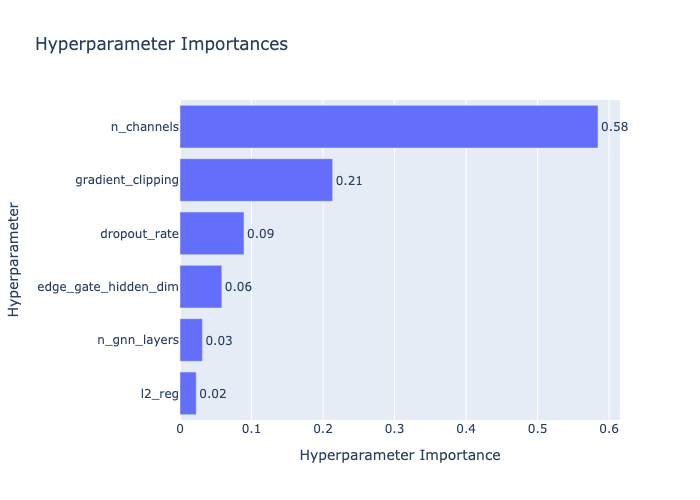 Hyperparameter Importances
Hyperparameter
n_channels
0.58
gradient_clipping
0.21
dropout_rate
0.09
edge_gate_hidden_dim
0.06
n_gnn_layers
0.03
l2_reg
0.02
0 0.1 0.2 0.3 0.4 0.5 0.6
Hyperparameter Importance